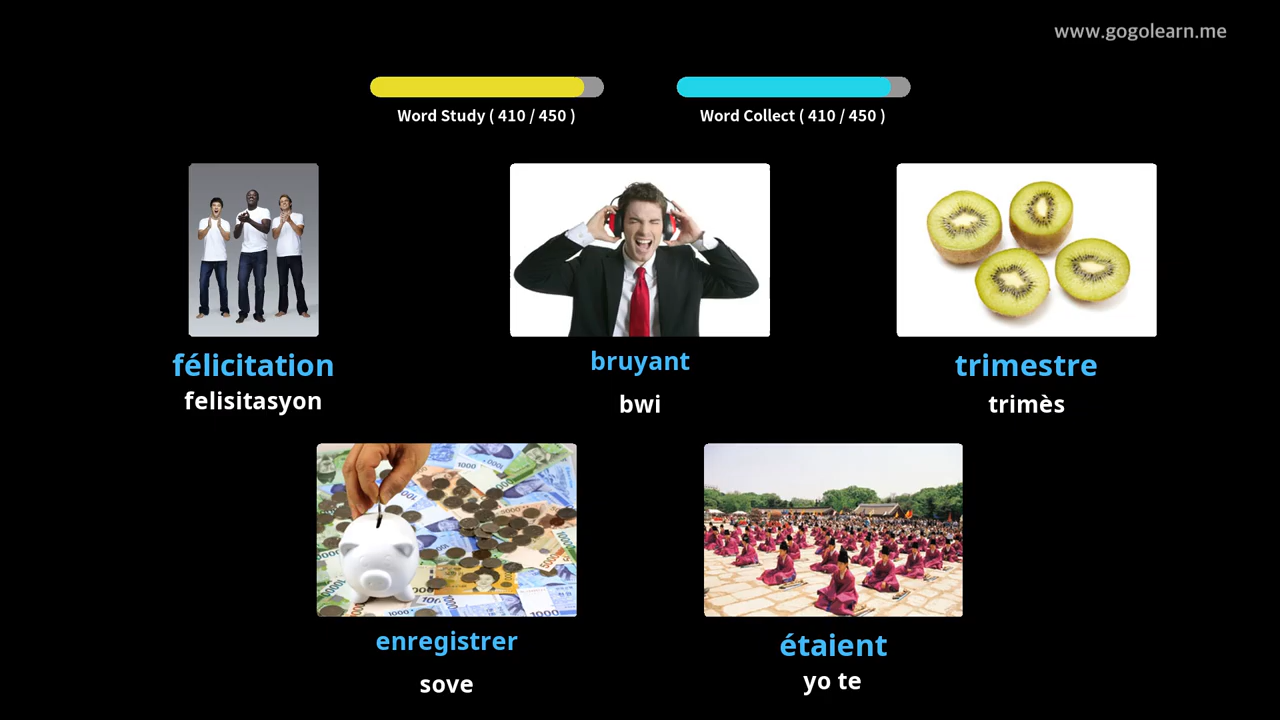 www.gogolearn.me
Word Study ( 410 / 450 )
Word Collect ( 410 / 450 )
félicitation
felisitasyon
bruyant
bwi
trimestre
trimès
enregistrer
sove
étaient
yo te